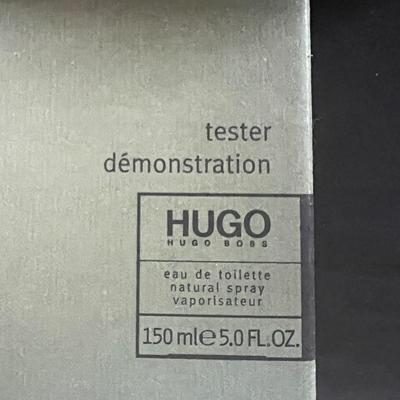 tester
démonstration
HUGO
HUGO BOSS
eau de toilette
natural spray
vaporisateur
150 ml℮5.0 FL.OZ.